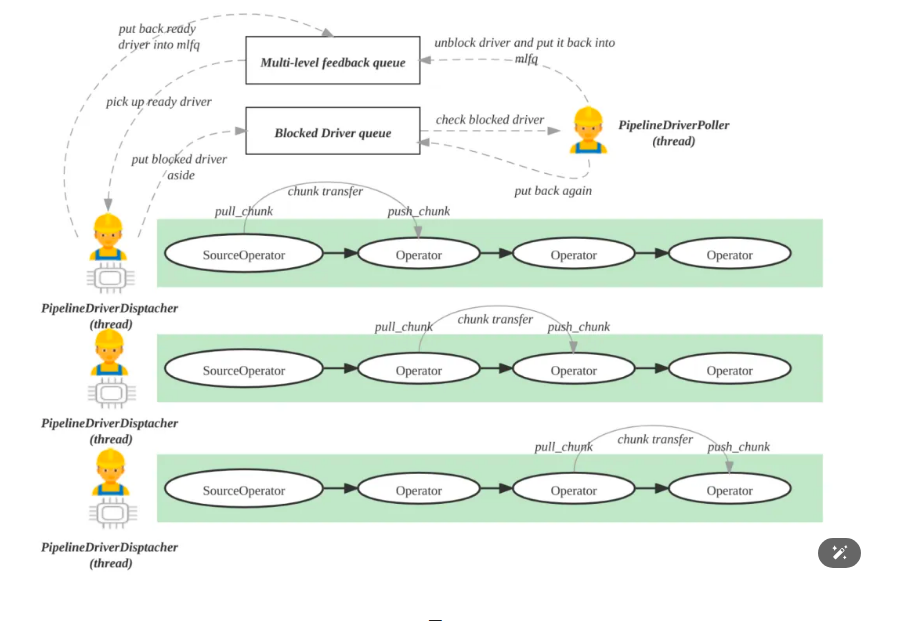 put back ready
driver into mlfq
Multi-level feedback queue
unblock driver and put it back into
mlfq
pick up ready driver
Blocked Driver queue
check blocked driver
PipelineDriverPoller
(thread)
put blocked driver
aside
put back again
chunk transfer
pull_chunk
push_chunk
SourceOperator
Operator
Operator
Operator
PipelineDriverDisptacher
(thread)
chunk transfer
pull_chunk
push_chunk
SourceOperator
Operator
Operator
Operator
PipelineDriverDisptacher
(thread)
chunk transfer
pull_chunk
push_chunk
SourceOperator
Operator
Operator
Operator
PipelineDriverDisptacher
(thread)